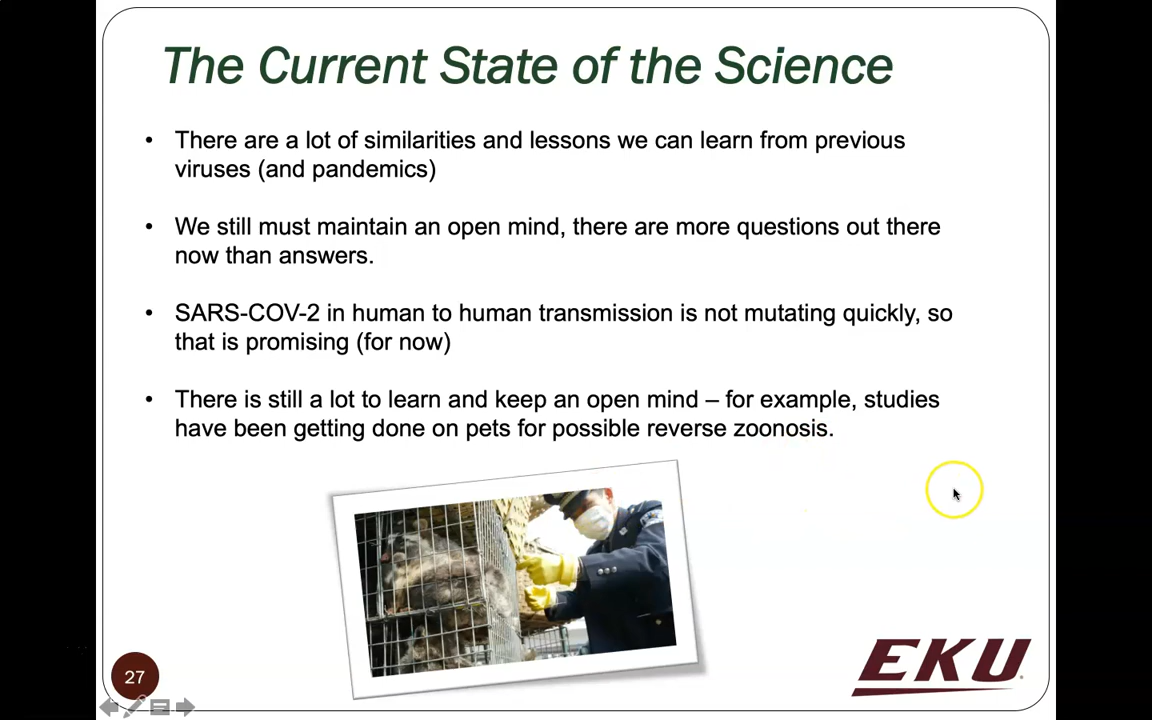 The Current State of the Science
• There are a lot of similarities and lessons we can learn from previous
viruses (and pandemics)
• We still must maintain an open mind, there are more questions out there
now than answers.
• SARS-COV-2 in human to human transmission is not mutating quickly, so
that is promising (for now)
• There is still a lot to learn and keep an open mind – for example, studies
have been getting done on pets for possible reverse zoonosis.
27
EKU